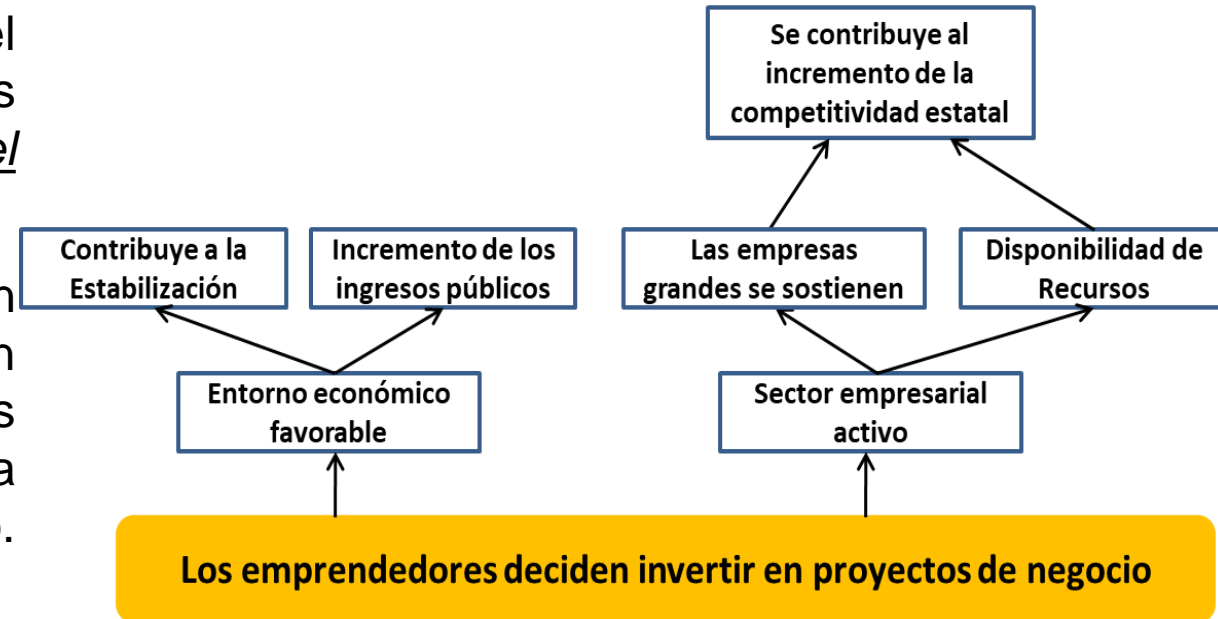 el
s
el
n
n
s
a
.
Se contribuye al
incremento de la
competitividad estatal
Contribuye a la
Estabilización
Incremento de los
ingresos públicos
Las empresas
grandes se sostienen
Disponibilidad de
Recursos
Entorno económico
favorable
Sector empresarial
activo
Los emprendedores deciden invertir en proyectos de negocio